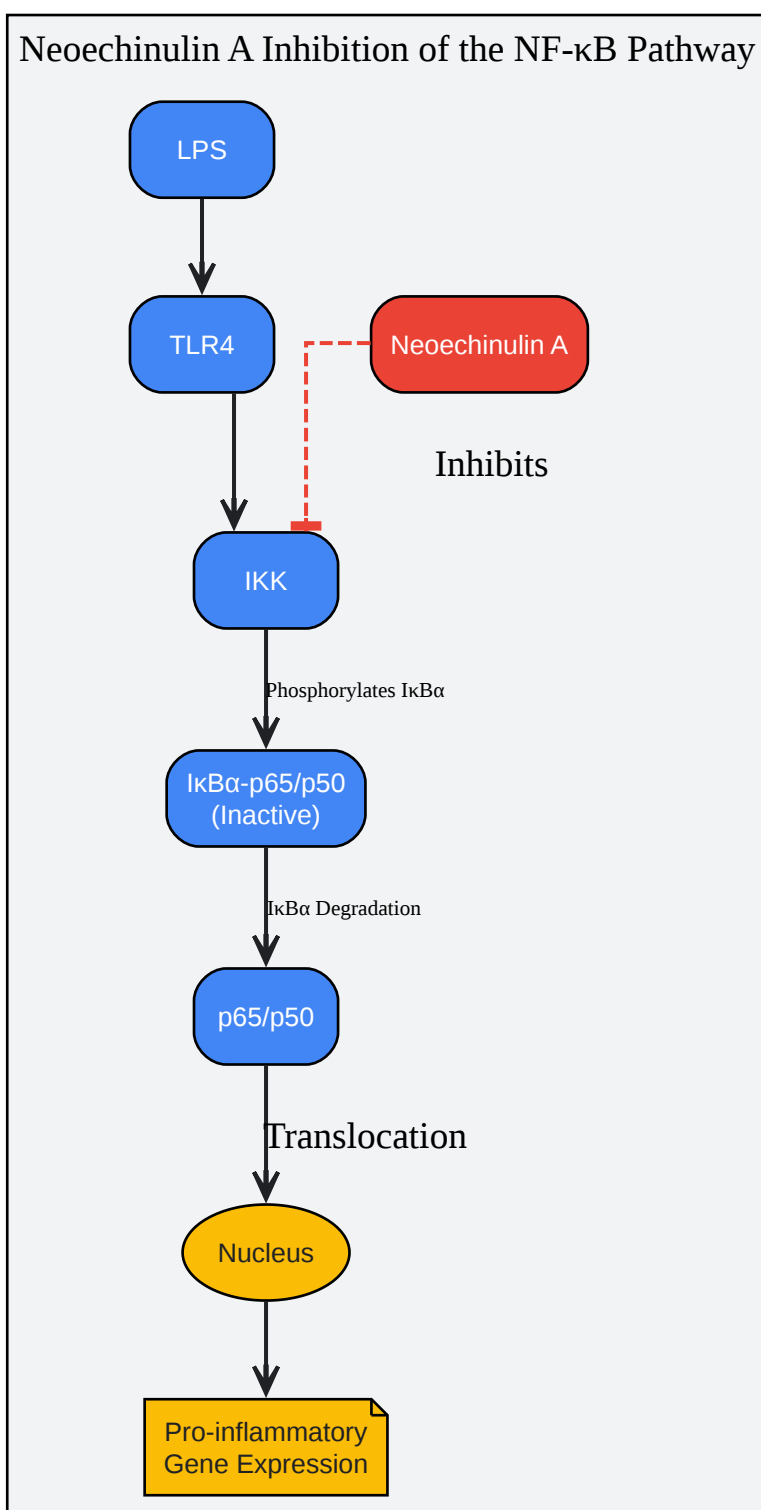 Neoechinulin A Inhibition of the NF-κB Pathway
LPS
TLR4
Neoechinulin A
Inhibits
IKK
Phosphorylates IκBα
IκBα-p65/p50
(Inactive)
IκBα Degradation
p65/p50
Translocation
Nucleus
Pro-inflammatory
Gene Expression